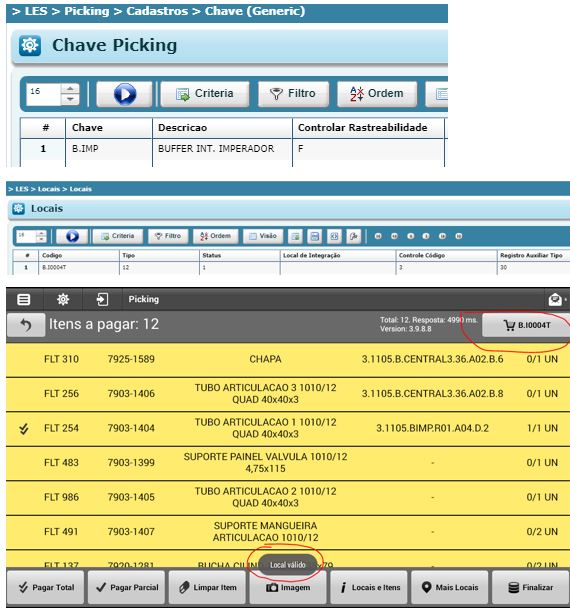 > LES > Picking > Cadastros > Chave (Generic)
Chave Picking
16 Criteria Filtro Ordem
# Chave Descricao Controlar Rastreabilidade
1 B.IMP BUFFER INT. IMPERADOR F
> LES > Locais > Locais
Locais
16 Criteria Filtro Ordem Visão
# Codigo Tipo Status Local de Integração Controle Código Registro Auxiliar Tipo
1 B.I0004T 12 1 3 30
Picking
Itens a pagar: 12 Total: 12. Resposta: 4990 ms. B.I0004T
Version: 3.9.8.8
FLT 310 7925-1589 CHAPA 3.1105.B.CENTRAL3.36.A02.B.6 0/1 UN
FLT 256 7903-1406 TUBO ARTICULACAO 3 1010/12 3.1105.B.CENTRAL3.36.A02.B.8 0/1 UN
QUAD 40x40x3
FLT 254 7903-1404 TUBO ARTICULACAO 1 1010/12 3.1105.BIMP.R01.A04.D.2 1/1 UN
QUAD 40x40x3
FLT 483 7903-1399 SUPORTE PAINEL VALVULA 1010/12 - 0/1 UN
4,75x115
FLT 986 7903-1405 TUBO ARTICULACAO 2 1010/12 - 0/1 UN
QUAD 40x40x3
FLT 491 7903-1407 SUPORTE MANGUEIRA - 0/2 UN
ARTICULACAO 1010/12
FLT 137 7920-1281 BUCHA x79 - 0/2 UN
Local válido
Pagar Total Pagar Parcial Limpar Item Imagem Locais e Itens Mais Locais Finalizar